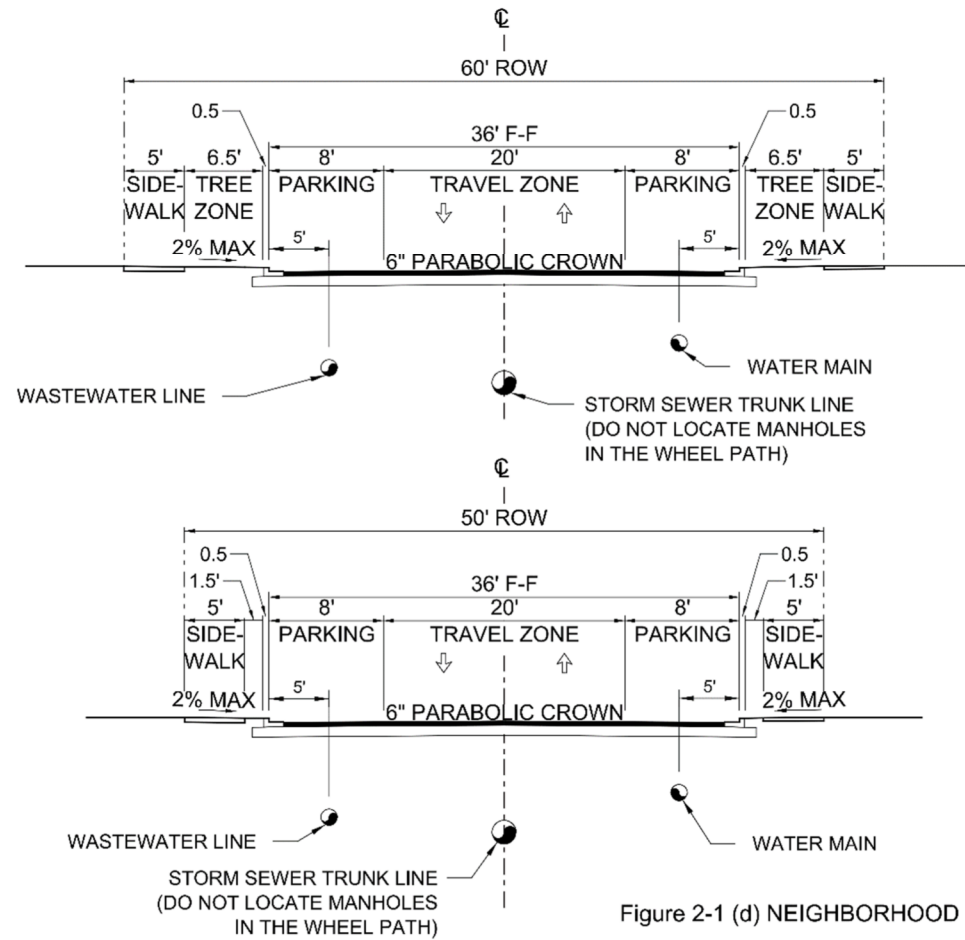 ℄
60' ROW
0.5
0.5
36' F-F
5'
6.5'
8'
20'
8'
6.5'
5'
SIDE-
WALK
TREE
ZONE
PARKING
TRAVEL ZONE
PARKING
TREE
ZONE
SIDE-
WALK
5'
5'
2% MAX
2% MAX
6" PARABOLIC CROWN
WASTEWATER LINE
WATER MAIN
STORM SEWER TRUNK LINE
(DO NOT LOCATE MANHOLES
IN THE WHEEL PATH)
℄
50' ROW
0.5
0.5
1.5'
1.5'
36' F-F
5'
8'
20'
8'
5'
SIDE-
WALK
PARKING
TRAVEL ZONE
PARKING
SIDE-
WALK
5'
5'
2% MAX
2% MAX
6" PARABOLIC CROWN
WASTEWATER LINE
WATER MAIN
STORM SEWER TRUNK LINE
(DO NOT LOCATE MANHOLES
IN THE WHEEL PATH)
Figure 2-1 (d) NEIGHBORHOOD